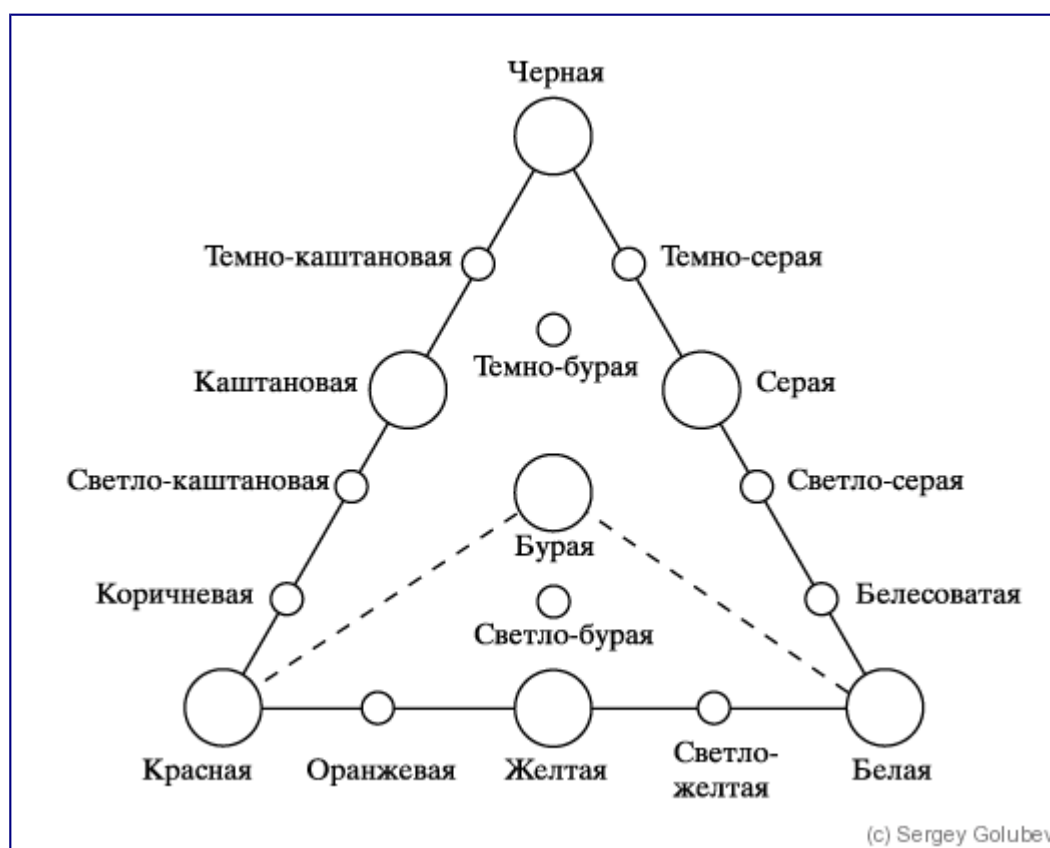 Черная
Темно-каштановая
Темно-серая
Темно-бурая
Каштановая
Серая
Светло-каштановая
Светло-серая
Бурая
Коричневая
Белесоватая
Светло-бурая
Красная
Оранжевая
Желтая
Светло-
желтая
Белая
(c) Sergey Golubev